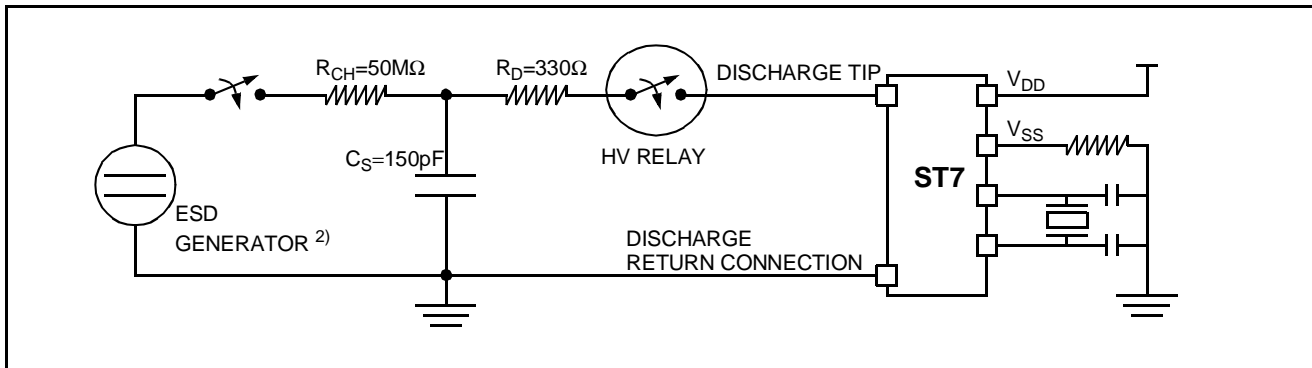 R_CH=50MΩ
R_D=330Ω
DISCHARGE TIP
HV RELAY
C_S=150pF
ESD
GENERATOR 2)
DISCHARGE
RETURN CONNECTION
ST7
V_DD
V_SS